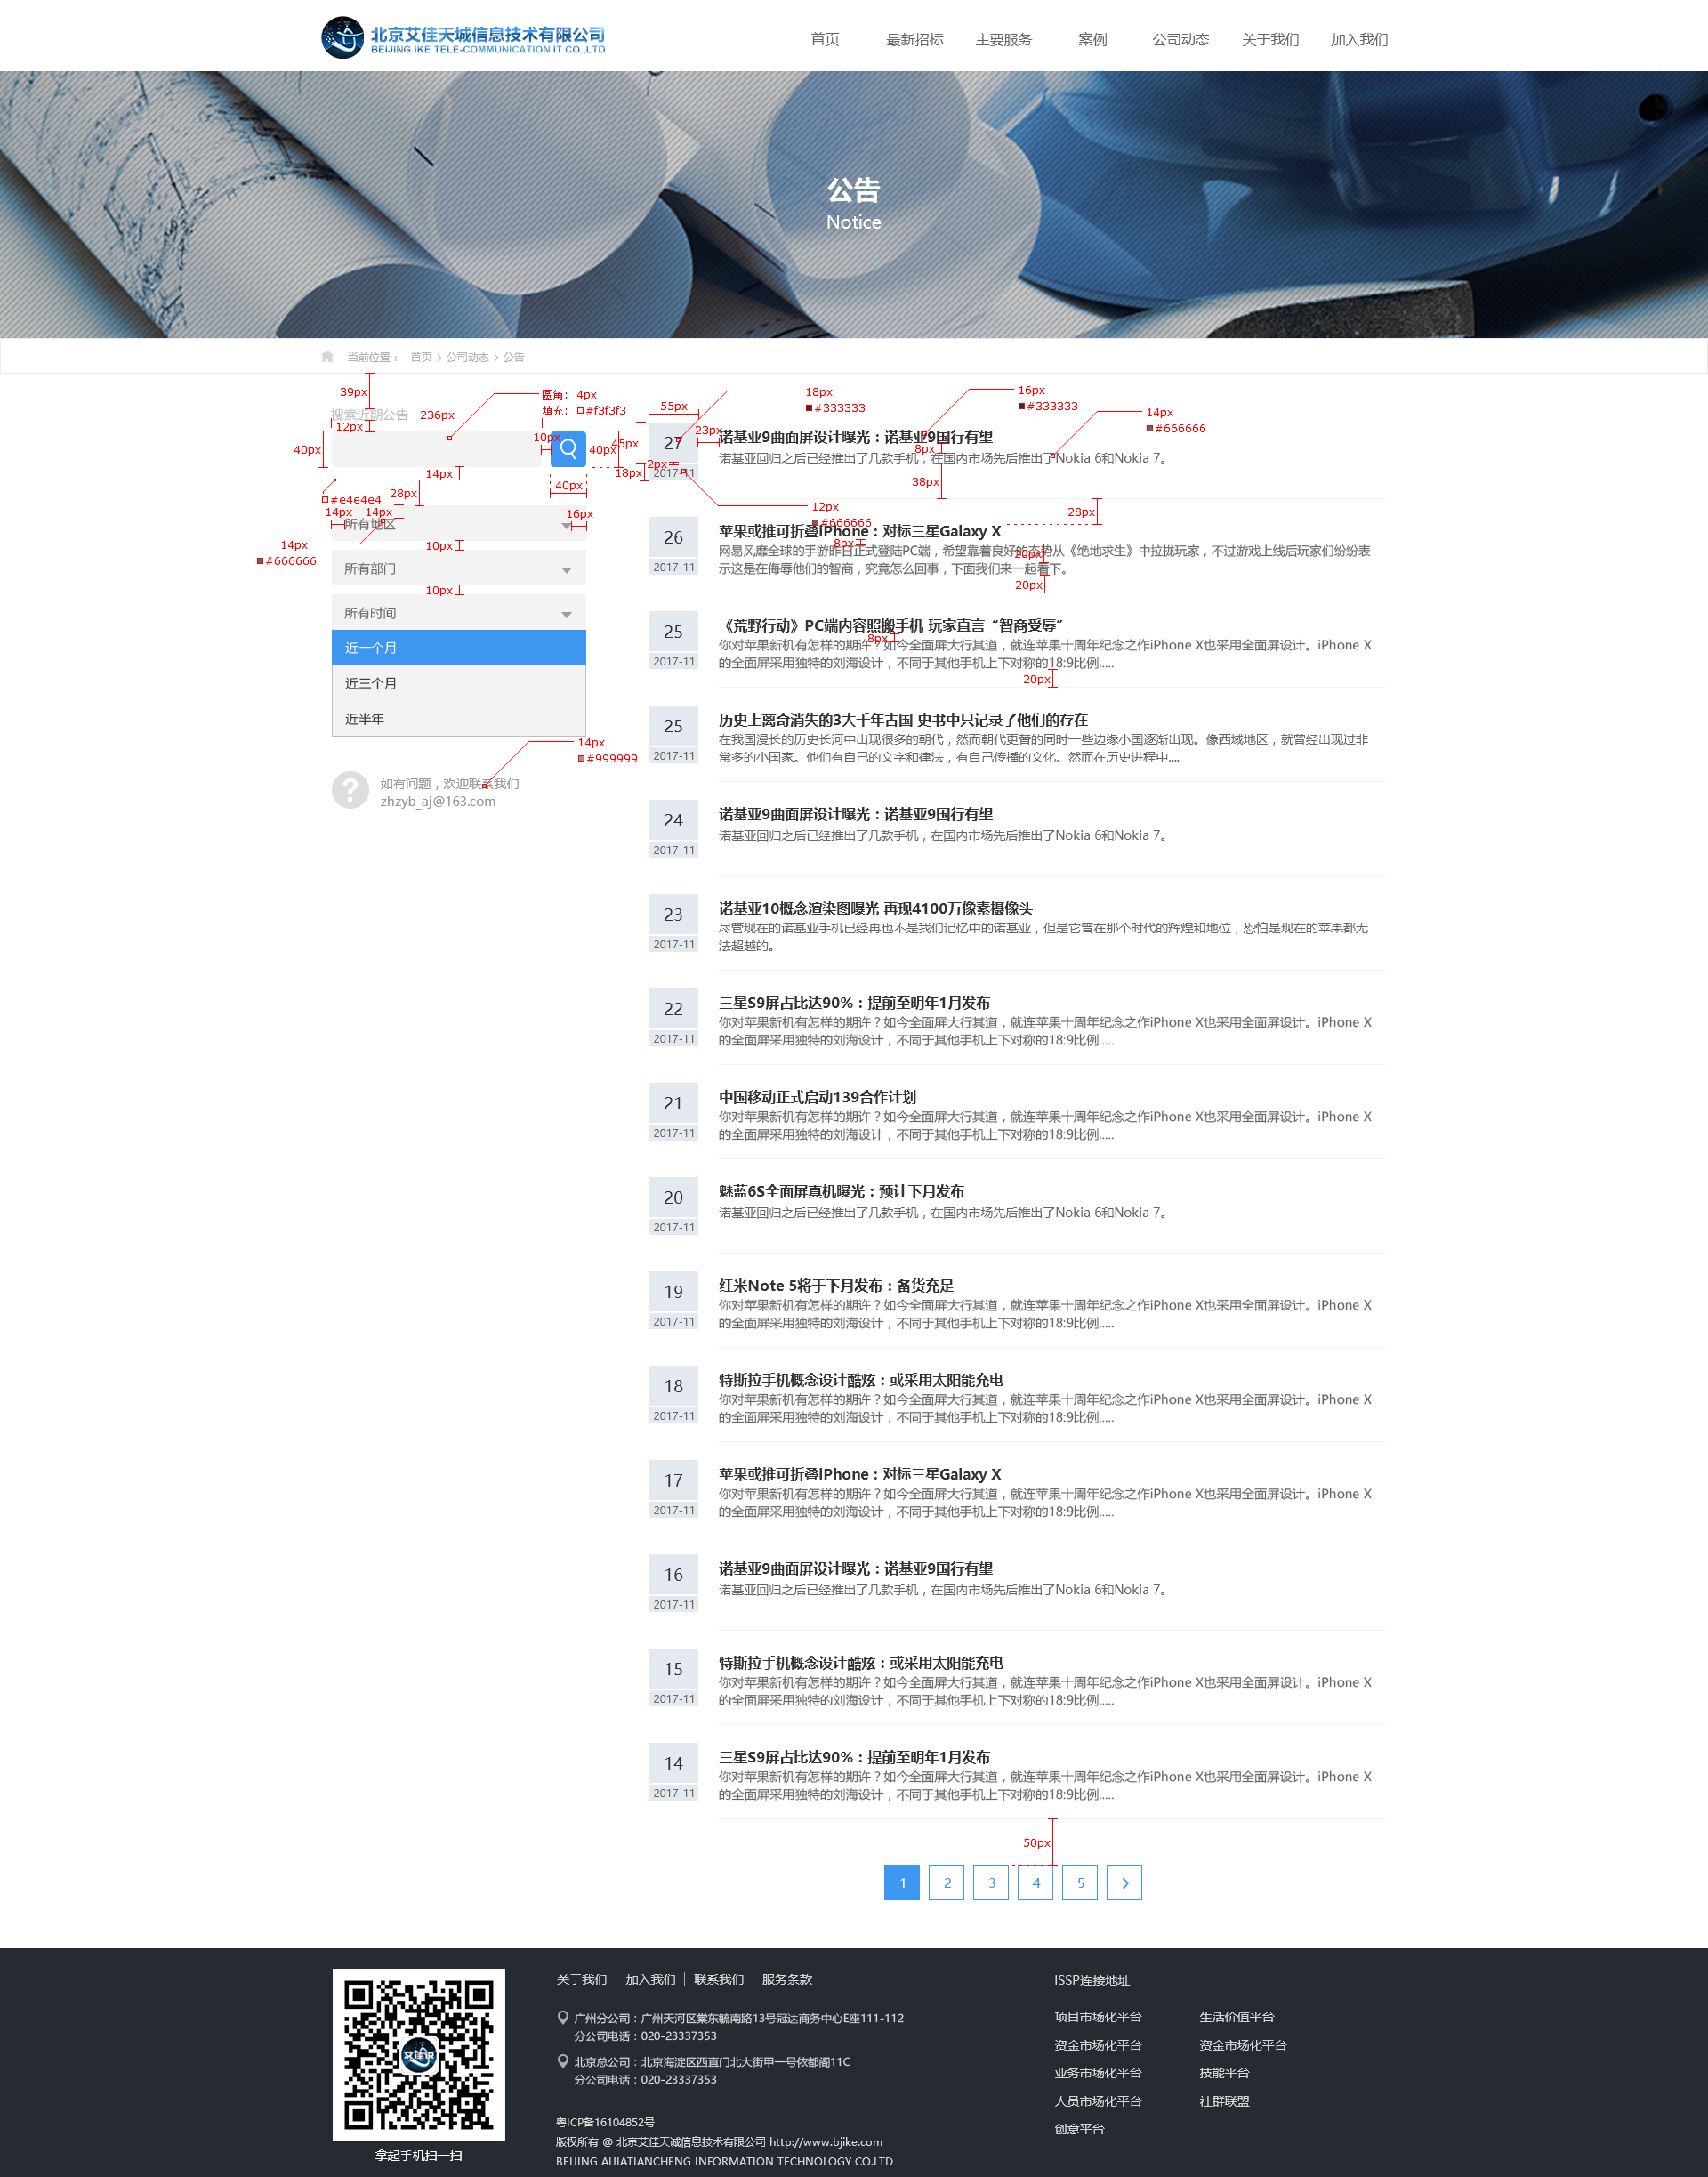 北京艾佳天诚信息技术有限公司
BEIJING IKE TELE-COMMUNICATION IT CO.,LTD
首页 最新招标 主要服务 案例 公司动态 关于我们 加入我们
公告
Notice
当前位置： 首页 > 公司动态 > 公告
39px
搜索近期公告
236px
12px
圆角： 4px
填充： #f3f3f3
40px
10px
40px
14px
40px
#e4e4e4
28px
14px
14px
16px
所有地区
14px
#666666
10px
所有部门
10px
所有时间
近一个月
近三个月
近半年
14px
#999999
如有问题，欢迎联系我们
zhzyb_aj@163.com
55px
18px
#333333
16px
#333333
14px
#666666
45px
23px
8px
2px
18px
38px
28px
12px
#666666
27
2017-11
诺基亚9曲面屏设计曝光：诺基亚9国行有望
诺基亚回归之后已经推出了几款手机，在国内市场先后推出了Nokia 6和Nokia 7。
26
2017-11
苹果或推可折叠iPhone：对标三星Galaxy X
8px
20px
网易风靡全球的手游昨日正式登陆PC端，希望靠着良好的态势从《绝地求生》中拉拢玩家，不过游戏上线后玩家们纷纷表
示这是在侮辱他们的智商，究竟怎么回事，下面我们来一起看下。
20px
25
2017-11
《荒野行动》PC端内容照搬手机 玩家直言“智商受辱”
8px
你对苹果新机有怎样的期许？如今全面屏大行其道，就连苹果十周年纪念之作iPhone X也采用全面屏设计。iPhone X
的全面屏采用独特的刘海设计，不同于其他手机上下对称的18:9比例.....
20px
25
2017-11
历史上离奇消失的3大千年古国 史书中只记录了他们的存在
在我国漫长的历史长河中出现很多的朝代，然而朝代更替的同时一些边缘小国逐渐出现。像西域地区，就曾经出现过非
常多的小国家。他们有自己的文字和律法，有自己传播的文化。然而在历史进程中....
24
2017-11
诺基亚9曲面屏设计曝光：诺基亚9国行有望
诺基亚回归之后已经推出了几款手机，在国内市场先后推出了Nokia 6和Nokia 7。
23
2017-11
诺基亚10概念渲染图曝光 再现4100万像素摄像头
尽管现在的诺基亚手机已经再也不是我们记忆中的诺基亚，但是它曾在那个时代的辉煌和地位，恐怕是现在的苹果都无
法超越的。
22
2017-11
三星S9屏占比达90%：提前至明年1月发布
你对苹果新机有怎样的期许？如今全面屏大行其道，就连苹果十周年纪念之作iPhone X也采用全面屏设计。iPhone X
的全面屏采用独特的刘海设计，不同于其他手机上下对称的18:9比例.....
21
2017-11
中国移动正式启动139合作计划
你对苹果新机有怎样的期许？如今全面屏大行其道，就连苹果十周年纪念之作iPhone X也采用全面屏设计。iPhone X
的全面屏采用独特的刘海设计，不同于其他手机上下对称的18:9比例.....
20
2017-11
魅蓝6S全面屏真机曝光：预计下月发布
诺基亚回归之后已经推出了几款手机，在国内市场先后推出了Nokia 6和Nokia 7。
19
2017-11
红米Note 5将于下月发布：备货充足
你对苹果新机有怎样的期许？如今全面屏大行其道，就连苹果十周年纪念之作iPhone X也采用全面屏设计。iPhone X
的全面屏采用独特的刘海设计，不同于其他手机上下对称的18:9比例.....
18
2017-11
特斯拉手机概念设计酷炫：或采用太阳能充电
你对苹果新机有怎样的期许？如今全面屏大行其道，就连苹果十周年纪念之作iPhone X也采用全面屏设计。iPhone X
的全面屏采用独特的刘海设计，不同于其他手机上下对称的18:9比例.....
17
2017-11
苹果或推可折叠iPhone：对标三星Galaxy X
你对苹果新机有怎样的期许？如今全面屏大行其道，就连苹果十周年纪念之作iPhone X也采用全面屏设计。iPhone X
的全面屏采用独特的刘海设计，不同于其他手机上下对称的18:9比例.....
16
2017-11
诺基亚9曲面屏设计曝光：诺基亚9国行有望
诺基亚回归之后已经推出了几款手机，在国内市场先后推出了Nokia 6和Nokia 7。
15
2017-11
特斯拉手机概念设计酷炫：或采用太阳能充电
你对苹果新机有怎样的期许？如今全面屏大行其道，就连苹果十周年纪念之作iPhone X也采用全面屏设计。iPhone X
的全面屏采用独特的刘海设计，不同于其他手机上下对称的18:9比例.....
14
2017-11
三星S9屏占比达90%：提前至明年1月发布
你对苹果新机有怎样的期许？如今全面屏大行其道，就连苹果十周年纪念之作iPhone X也采用全面屏设计。iPhone X
的全面屏采用独特的刘海设计，不同于其他手机上下对称的18:9比例.....
50px
1 2 3 4 5 >
艾佳讯
拿起手机扫一扫
关于我们 | 加入我们 | 联系我们 | 服务条款
广州分公司：广州天河区棠东毓南路13号冠达商务中心E座111-112
分公司电话：020-23337353
北京总公司：北京海淀区西直门北大街甲一号依都阁11C
分公司电话：020-23337353
粤ICP备16104852号
版权所有 @ 北京艾佳天诚信息技术有限公司 http://www.bjike.com
BEIJING AIJIATIANCHENG INFORMATION TECHNOLOGY CO.LTD
ISSP连接地址
项目市场化平台 生活价值平台
资金市场化平台 资金市场化平台
业务市场化平台 技能平台
人员市场化平台 社群联盟
创意平台